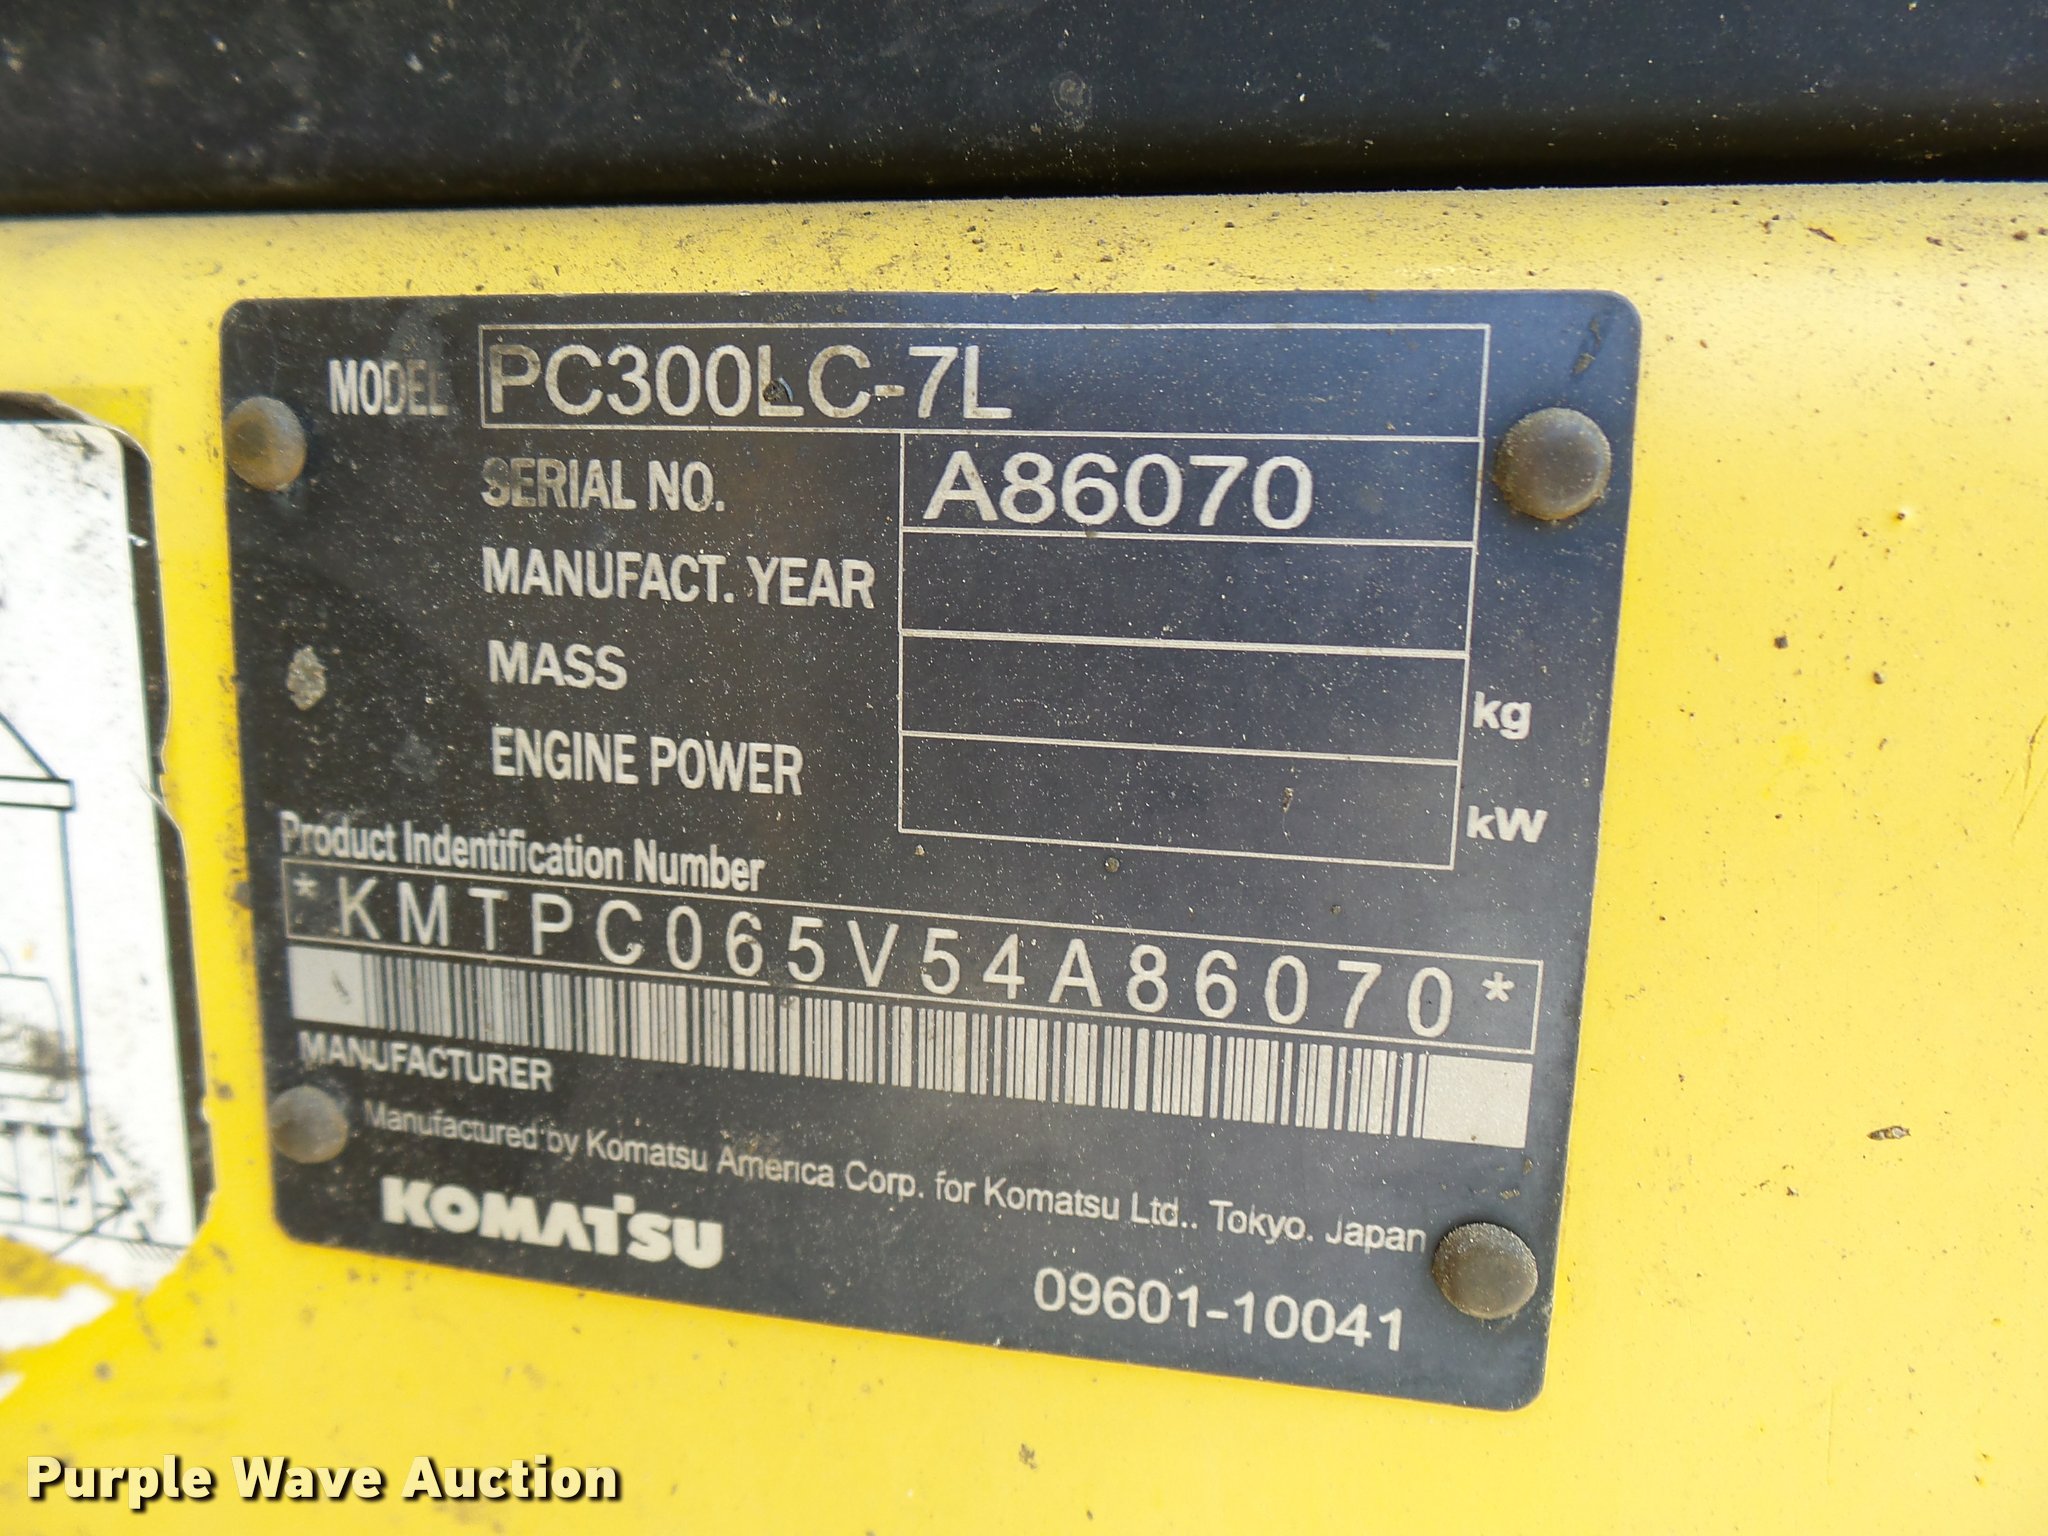 MODEL PC300LC-7L
SERIAL NO. A86070
MANUFACT. YEAR
MASS kg
ENGINE POWER kW
Product Indentification Number
*KMTPC065V54A86070*
MANUFACTURER
Manufactured by Komatsu America Corp. for Komatsu Ltd.. Tokyo. Japan
KOMATSU
09601-10041
Purple Wave Auction